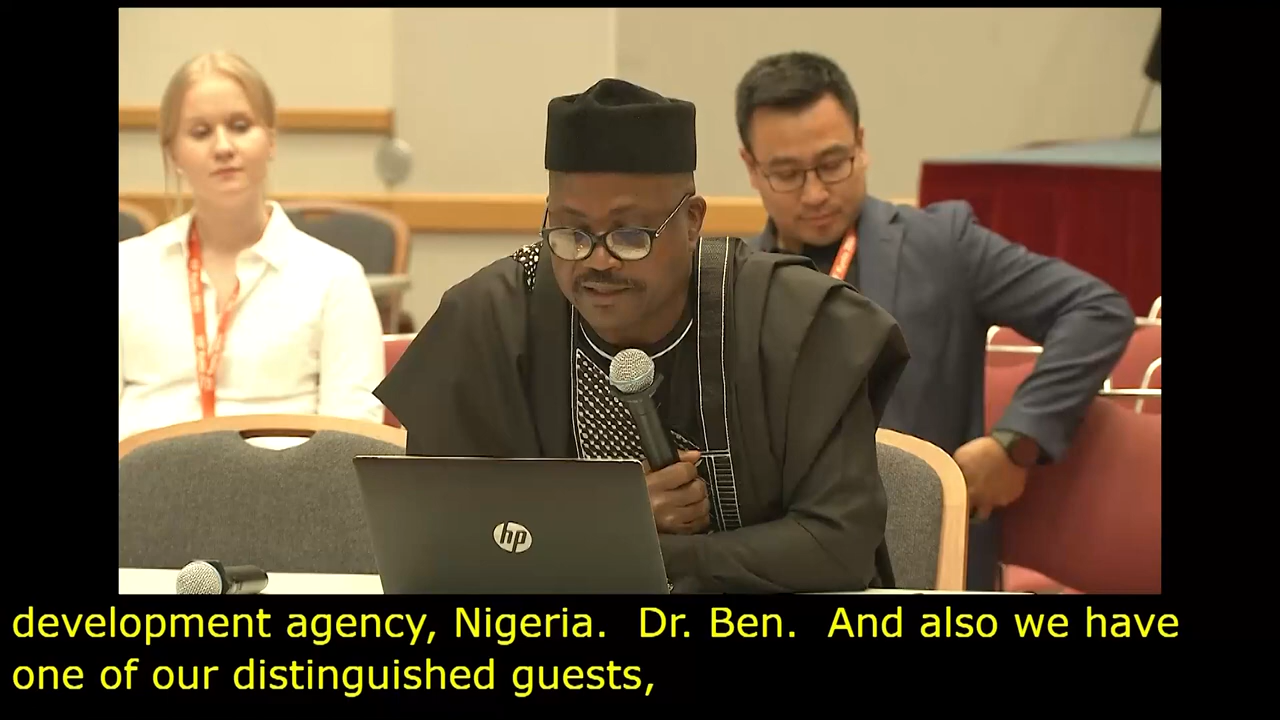 hp
development agency, Nigeria.  Dr. Ben.  And also we have
one of our distinguished guests,